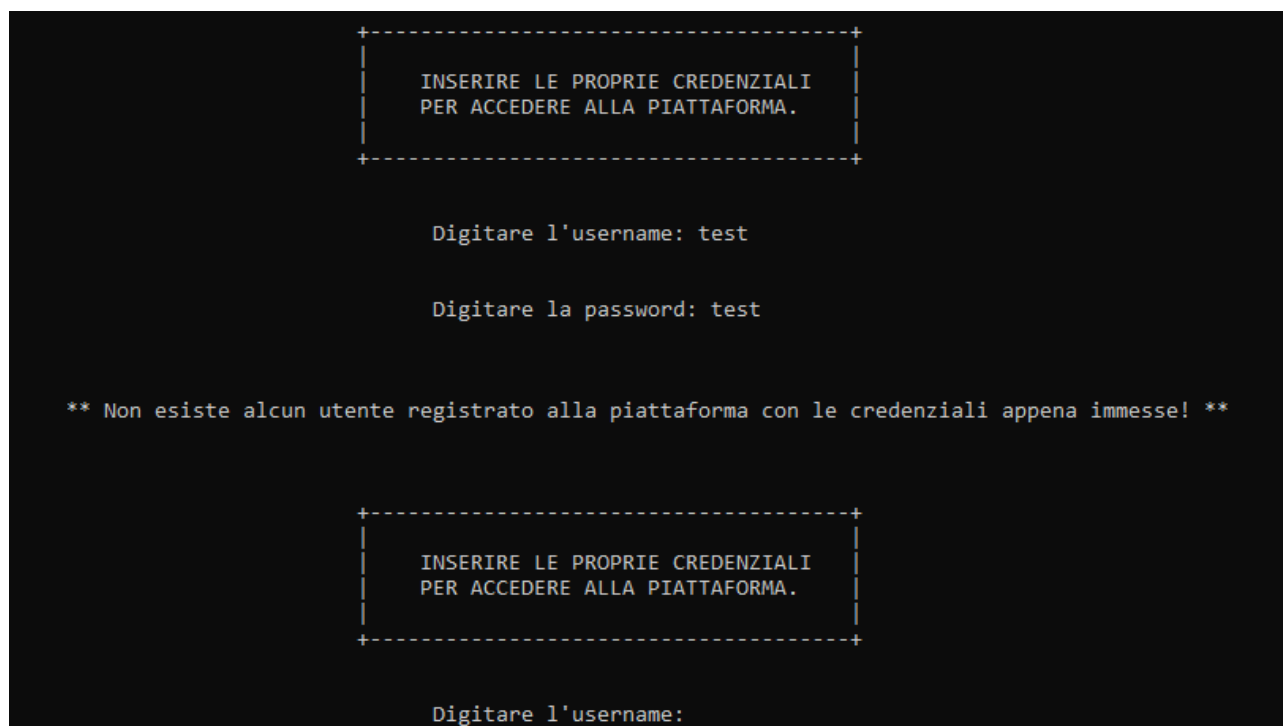 INSERIRE LE PROPRIE CREDENZIALI
PER ACCEDERE ALLA PIATTAFORMA.
Digitare l'username: test
Digitare la password: test
** Non esiste alcun utente registrato alla piattaforma con le credenziali appena immesse! **
INSERIRE LE PROPRIE CREDENZIALI
PER ACCEDERE ALLA PIATTAFORMA.
Digitare l'username: